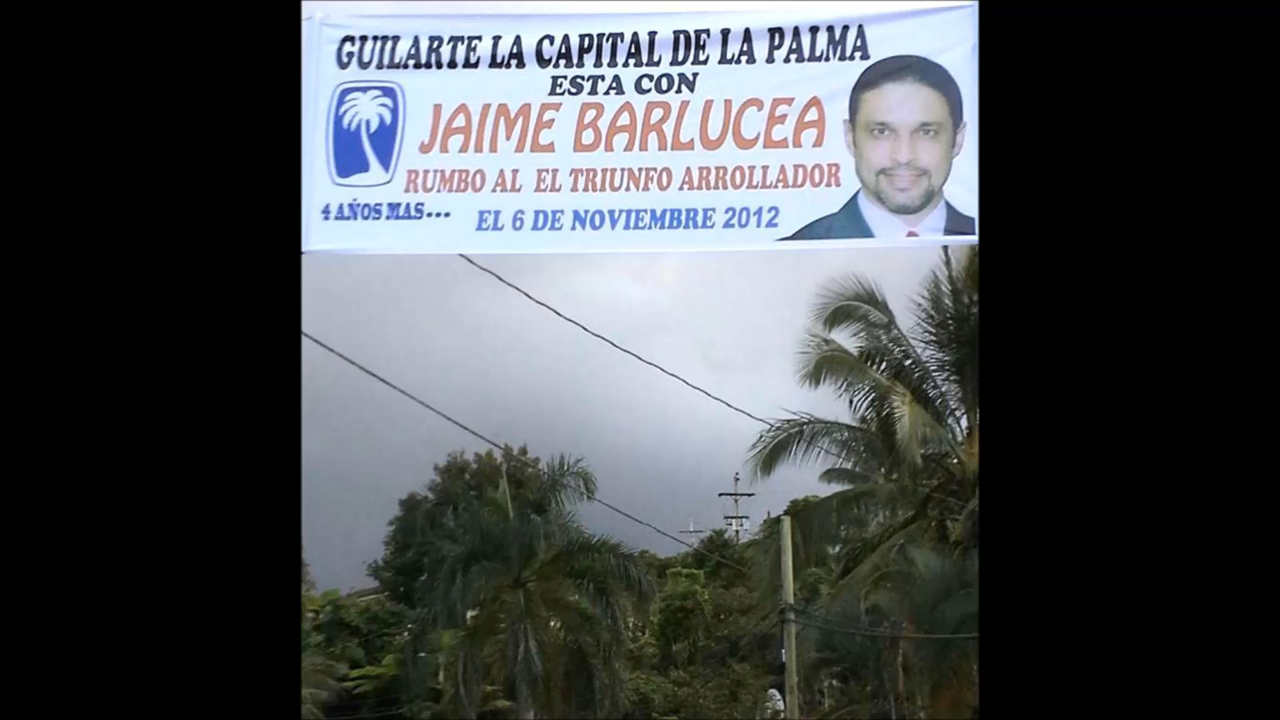 GUILARTE LA CAPITAL DE LA PALMA
ESTA CON
JAIME BARLUCEA
RUMBO AL EL TRIUNFO ARROLLADOR
4 AÑOS MAS...
EL 6 DE NOVIEMBRE 2012